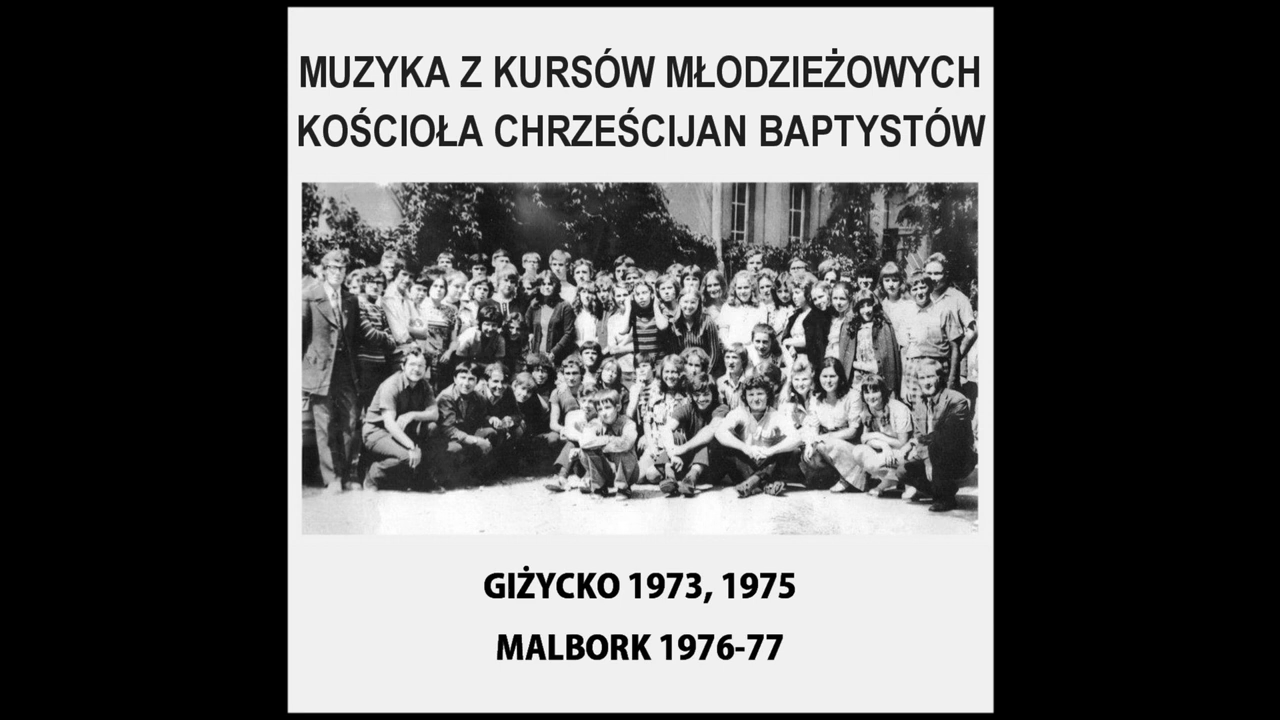 MUZYKA Z KURSÓW MŁODZIEŻOWYCH
KOŚCIOŁA CHRZEŚCIJAN BAPTYSTÓW
GIŻYCKO 1973, 1975
MALBORK 1976-77